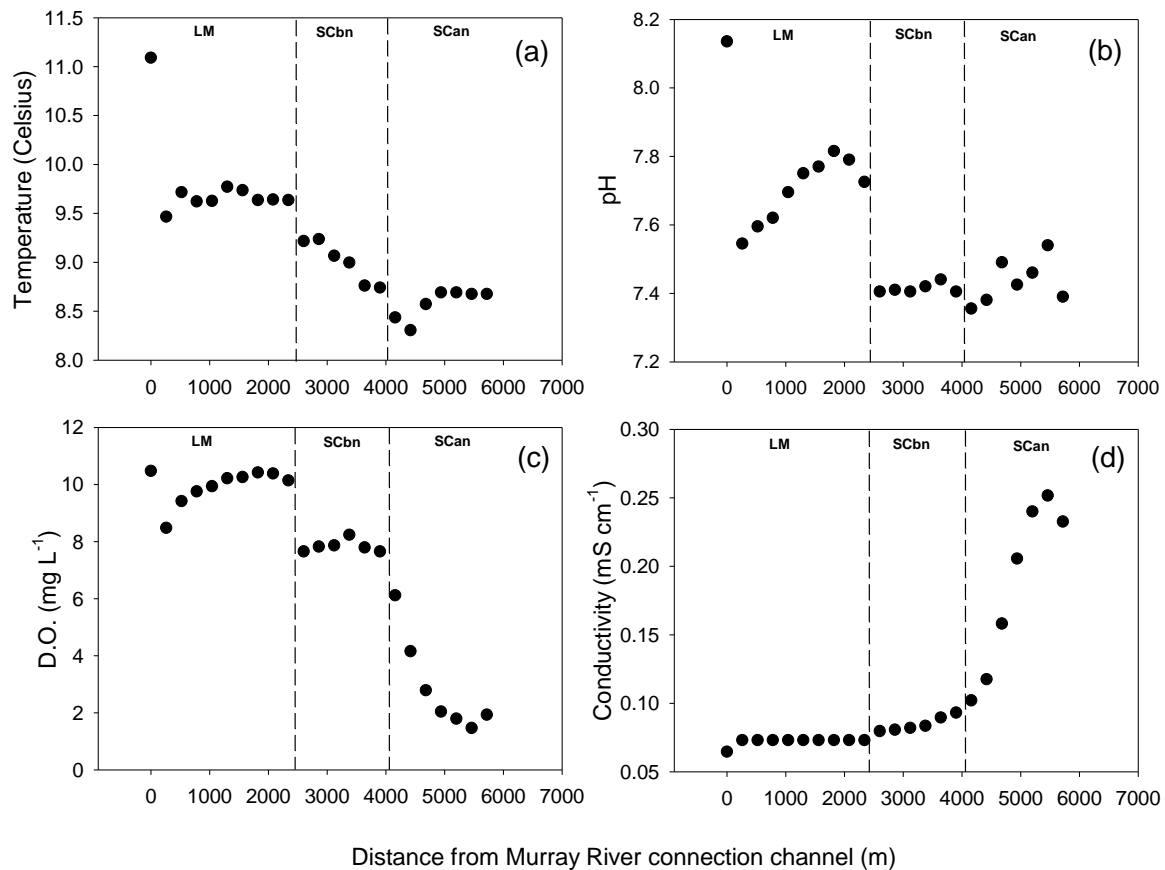 LM SCbn SCan
(a)
Temperature (Celsius)
11.5
11.0
10.5
10.0
9.5
9.0
8.5
8.0
0 1000 2000 3000 4000 5000 6000 7000
LM SCbn SCan
(b)
pH
8.2
8.0
7.8
7.6
7.4
7.2
0 1000 2000 3000 4000 5000 6000 7000
LM SCbn SCan
(c)
D.O. (mg L⁻¹)
12
10
8
6
4
2
0
0 1000 2000 3000 4000 5000 6000 7000
LM SCbn SCan
(d)
Conductivity (mS cm⁻¹)
0.30
0.25
0.20
0.15
0.10
0.05
0 1000 2000 3000 4000 5000 6000 7000
Distance from Murray River connection channel (m)